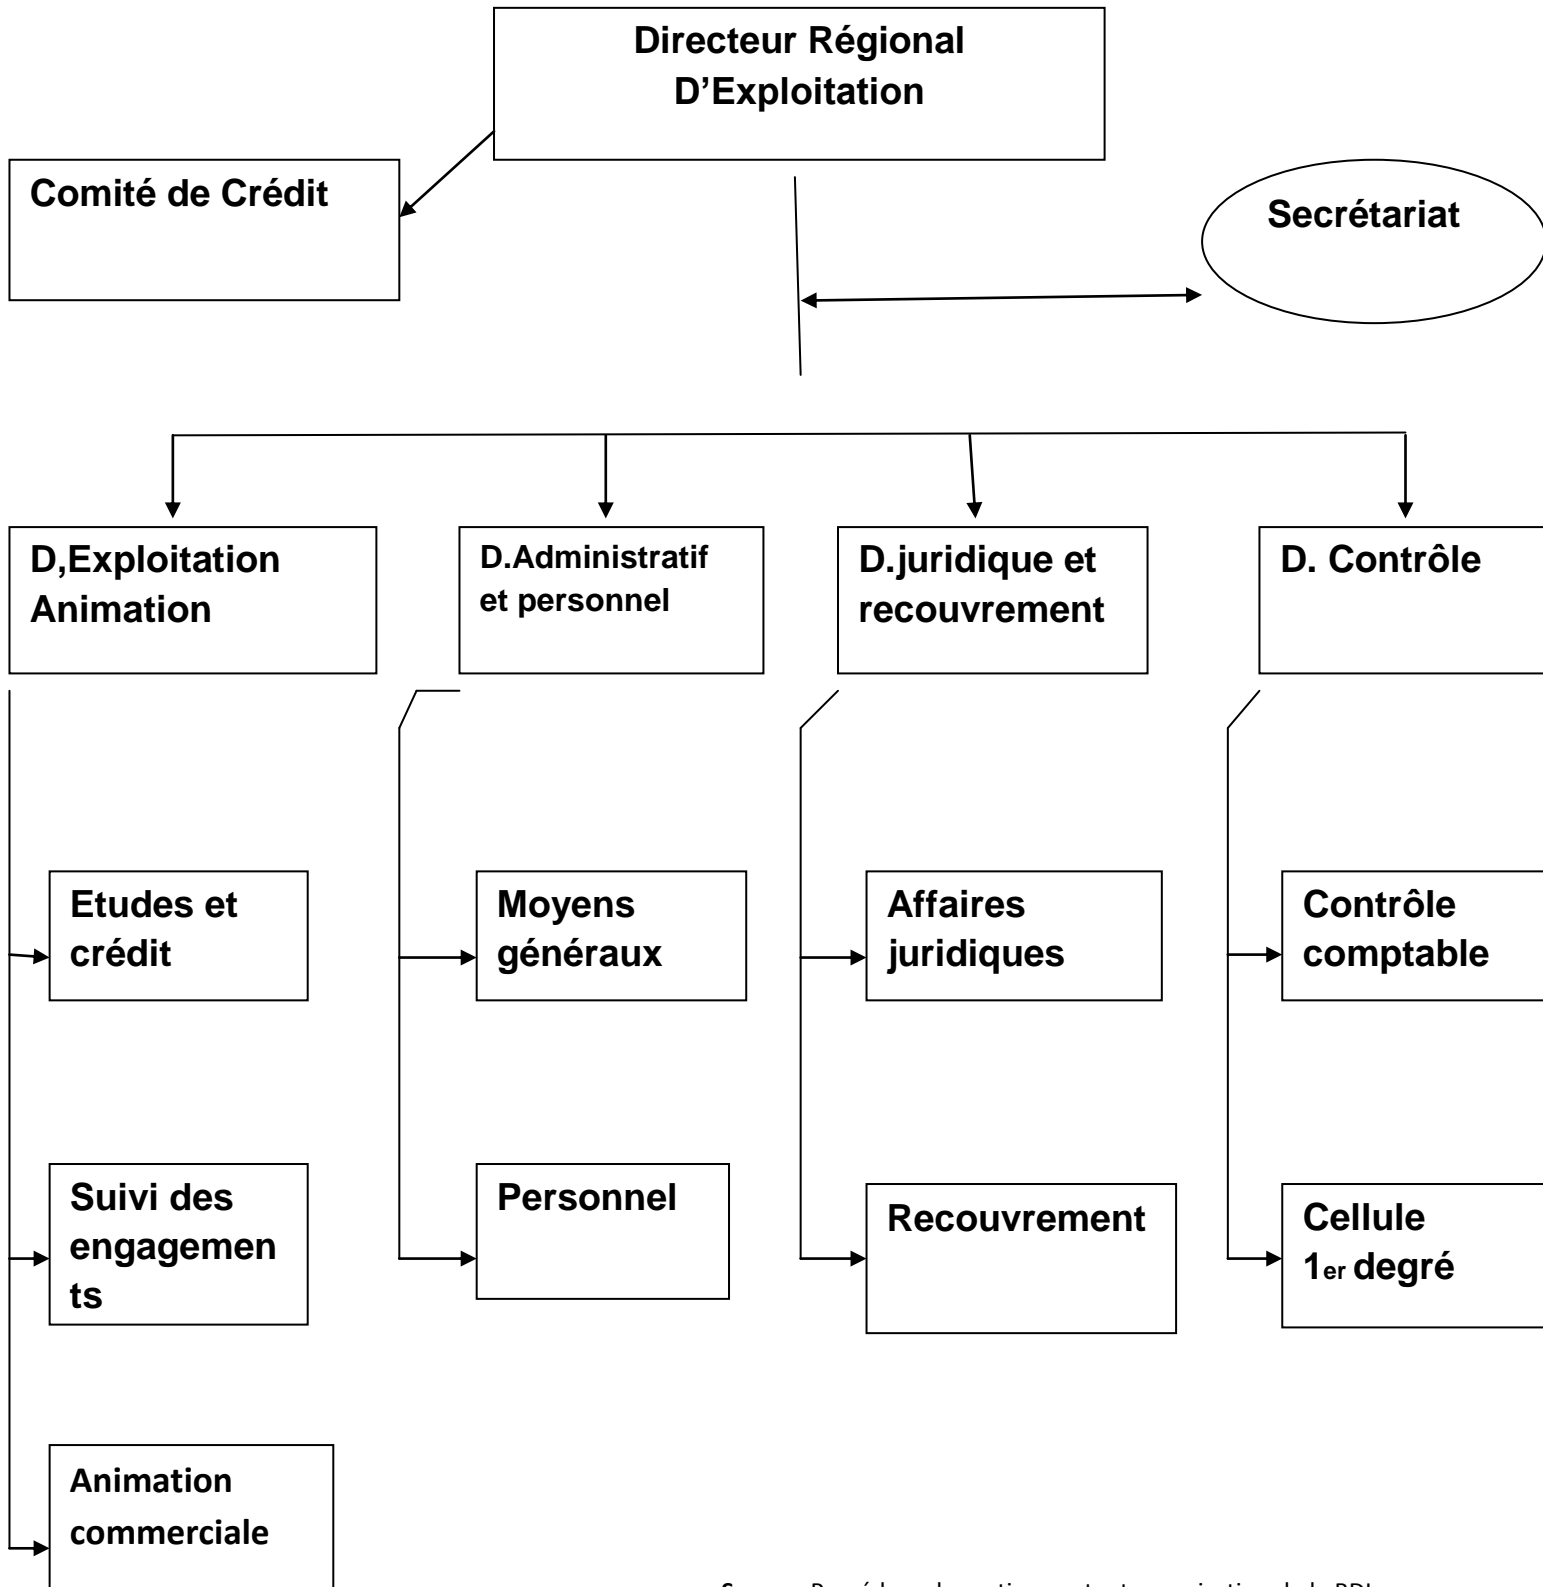 Directeur Régional
D'Exploitation
Comité de Crédit
Secrétariat
D,Exploitation
Animation
D.Administratif
et personnel
D.juridique et
recouvrement
D. Contrôle
Etudes et
crédit
Moyens
généraux
Affaires
juridiques
Contrôle
comptable
Suivi des
engagemen
ts
Personnel
Recouvrement
Cellule
1er degré
Animation
commerciale